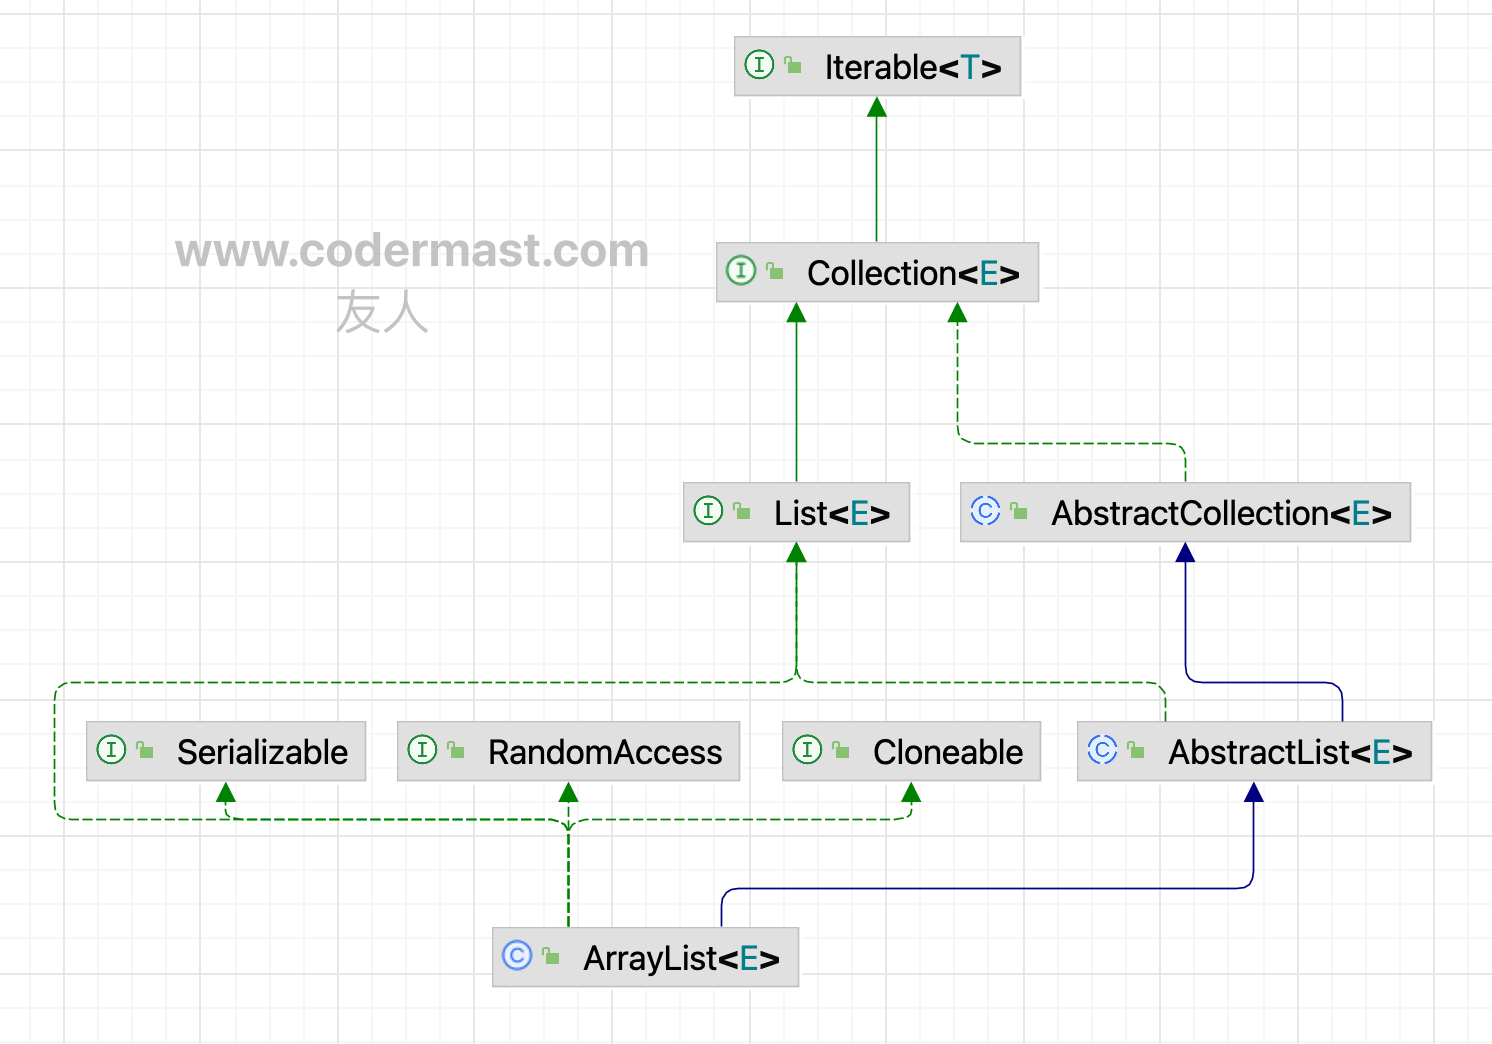 Iterable<T>
www.codermast.com
友人
Collection<E>
List<E>
AbstractCollection<E>
Serializable
RandomAccess
Cloneable
AbstractList<E>
ArrayList<E>